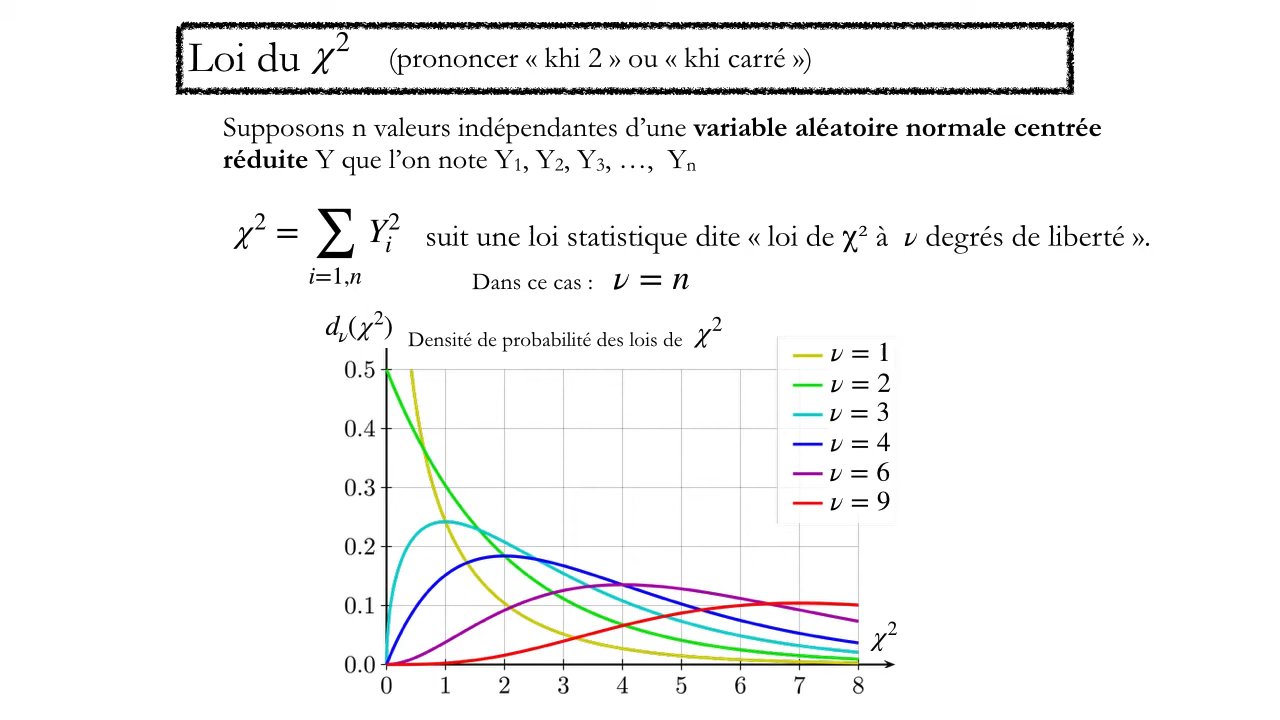 Loi du χ² (prononcer « khi 2 » ou « khi carré »)
Supposons n valeurs indépendantes d’une variable aléatoire normale centrée
réduite Y que l’on note Y₁, Y₂, Y₃, …, Yₙ
χ² = ∑ Yᵢ² suit une loi statistique dite « loi de χ² à ν degrés de liberté ».
i=1,n
Dans ce cas : ν = n
dᵥ(χ²) Densité de probabilité des lois de χ²
ν = 1
ν = 2
ν = 3
ν = 4
ν = 6
ν = 9
0.5
0.4
0.3
0.2
0.1
0.0
χ²
0 1 2 3 4 5 6 7 8